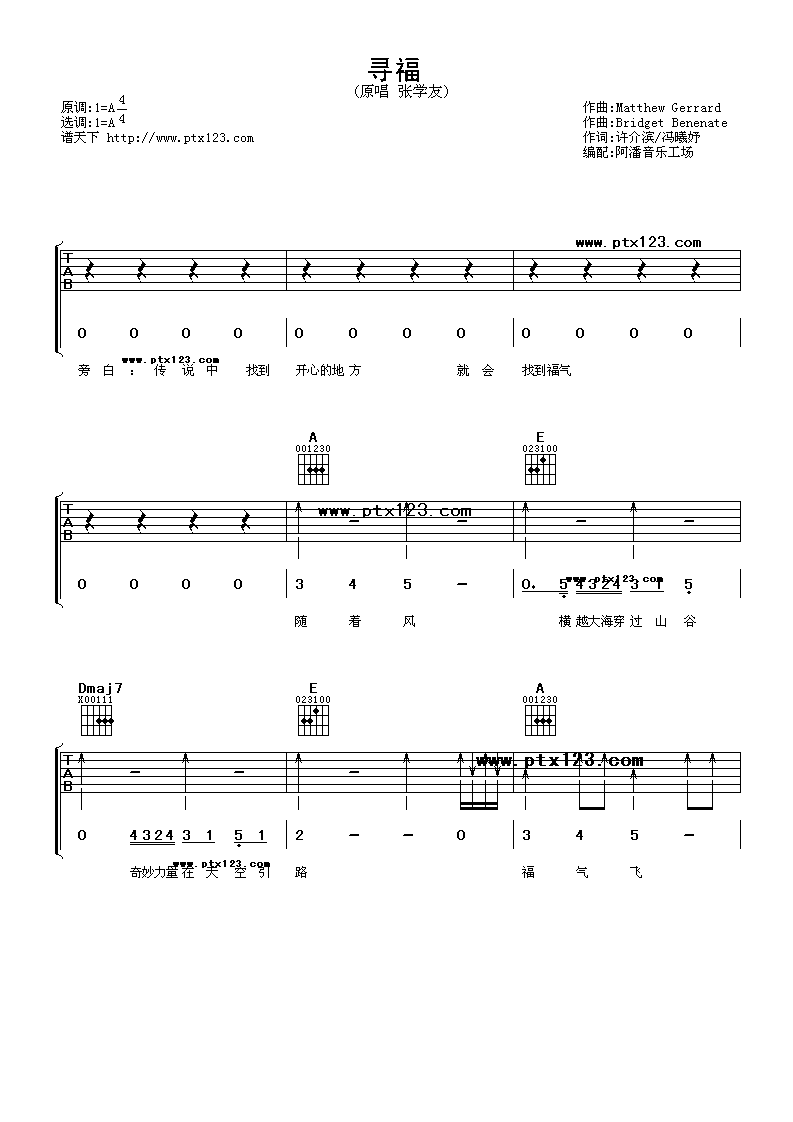 寻福
(原唱 张学友)
原调:1=A 4
选调:1=A 4
谱天下 http://www.ptx123.com
作曲:Matthew Gerrard
作曲:Bridget Benenate
作词:许介滨/冯曦妤
编配:阿潘音乐工场
www.ptx123.com
T
A
B
0 0 0 0 0 0 0 0 0 0 0 0
www.ptx123.com
旁 白 : 传 说 中 找到 开心的地方 就 会 找到福气
A E
001230 023100
T
A
B
www.ptx123.com
0 0 0 0 3 4 5 - 0. 5 4324 3 1 5
www.ptx123.com
随 着 风 横 越大海穿 过 山 谷
Dmaj7 E A
X00111 023100 001230
T
A
B
www.ptx123.com
0 4324 3 1 5 1 2 - - 0 3 4 5 -
www.ptx123.com
奇妙力量 在 天 空 引 路 福 气 飞